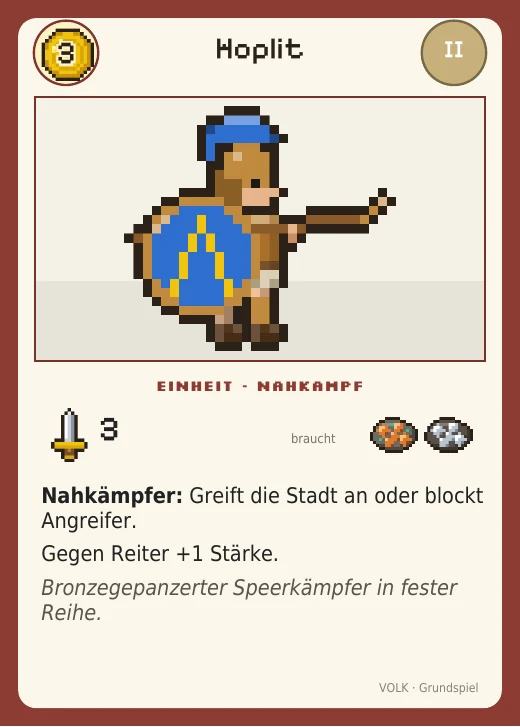 3
Hoplit
II
EINHEIT - NAHKAMPF
3
braucht
Nahkämpfer: Greift die Stadt an oder blockt
Angreifer.
Gegen Reiter +1 Stärke.
Bronzegepanzerter Speerkämpfer in fester
Reihe.
VOLK · Grundspiel